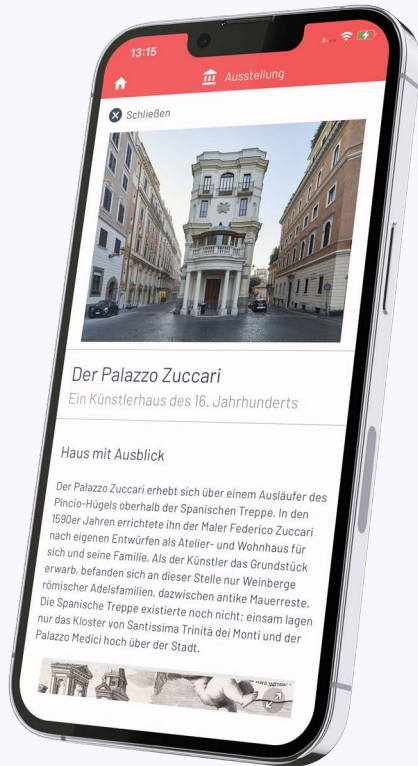 13:15
Ausstellung
Schließen
Der Palazzo Zuccari
Ein Künstlerhaus des 16. Jahrhunderts
Haus mit Ausblick
Der Palazzo Zuccari erhebt sich über einem Ausläufer des
Pincio-Hügels oberhalb der Spanischen Treppe. In den
1590er Jahren errichtete ihn der Maler Federico Zuccari
nach eigenen Entwürfen als Atelier- und Wohnhaus für
sich und seine Familie. Als der Künstler das Grundstück
erwarb, befanden sich an dieser Stelle nur Weinberge
römischer Adelsfamilien, dazwischen antike Mauerreste.
Die Spanische Treppe existierte noch nicht; einsam lagen
nur das Kloster von Santissima Trinità dei Monti und der
Palazzo Medici hoch über der Stadt.